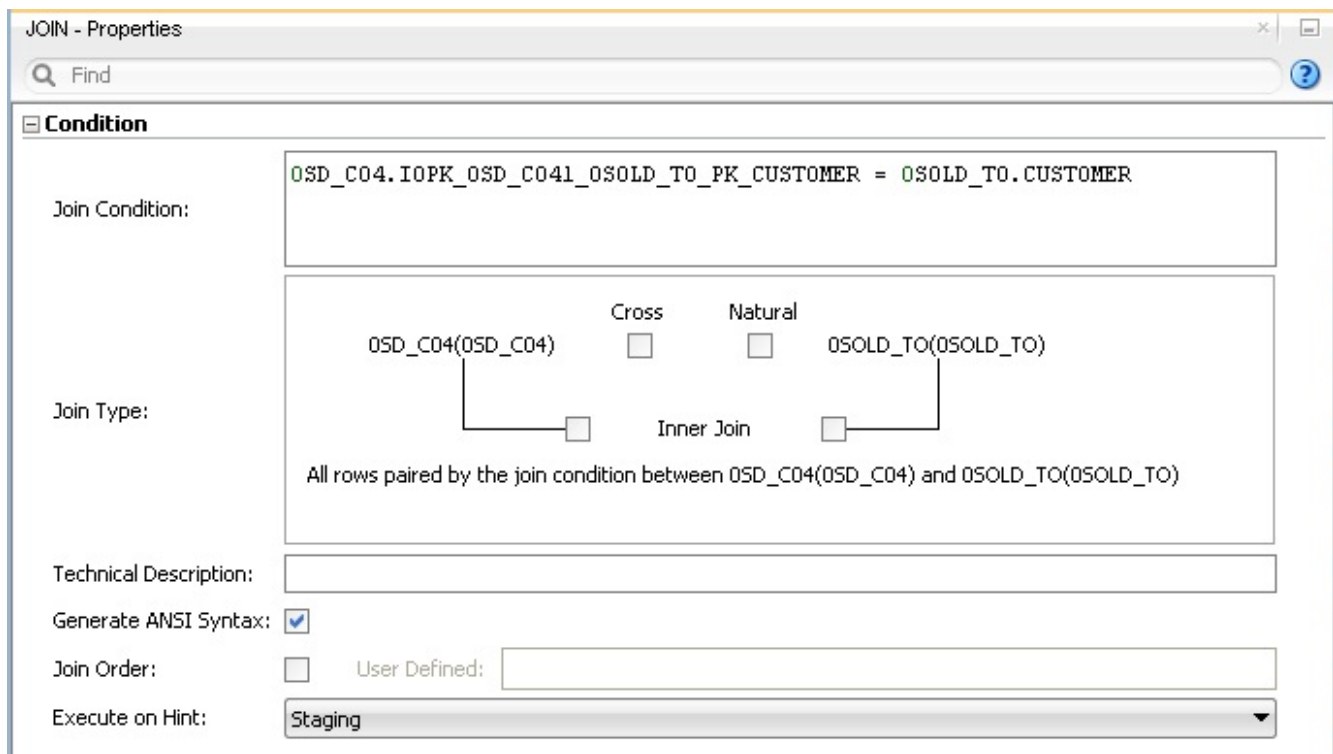 JOIN - Properties
Find
Condition
Join Condition:
0SD_C04.IOPK_0SD_C041_0SOLD_TO_PK_CUSTOMER = 0SOLD_TO.CUSTOMER
Cross Natural
0SD_C04(0SD_C04) 0SOLD_TO(0SOLD_TO)
Join Type:
Inner Join
All rows paired by the join condition between 0SD_C04(0SD_C04) and 0SOLD_TO(0SOLD_TO)
Technical Description:
Generate ANSI Syntax:
Join Order: User Defined:
Execute on Hint: Staging